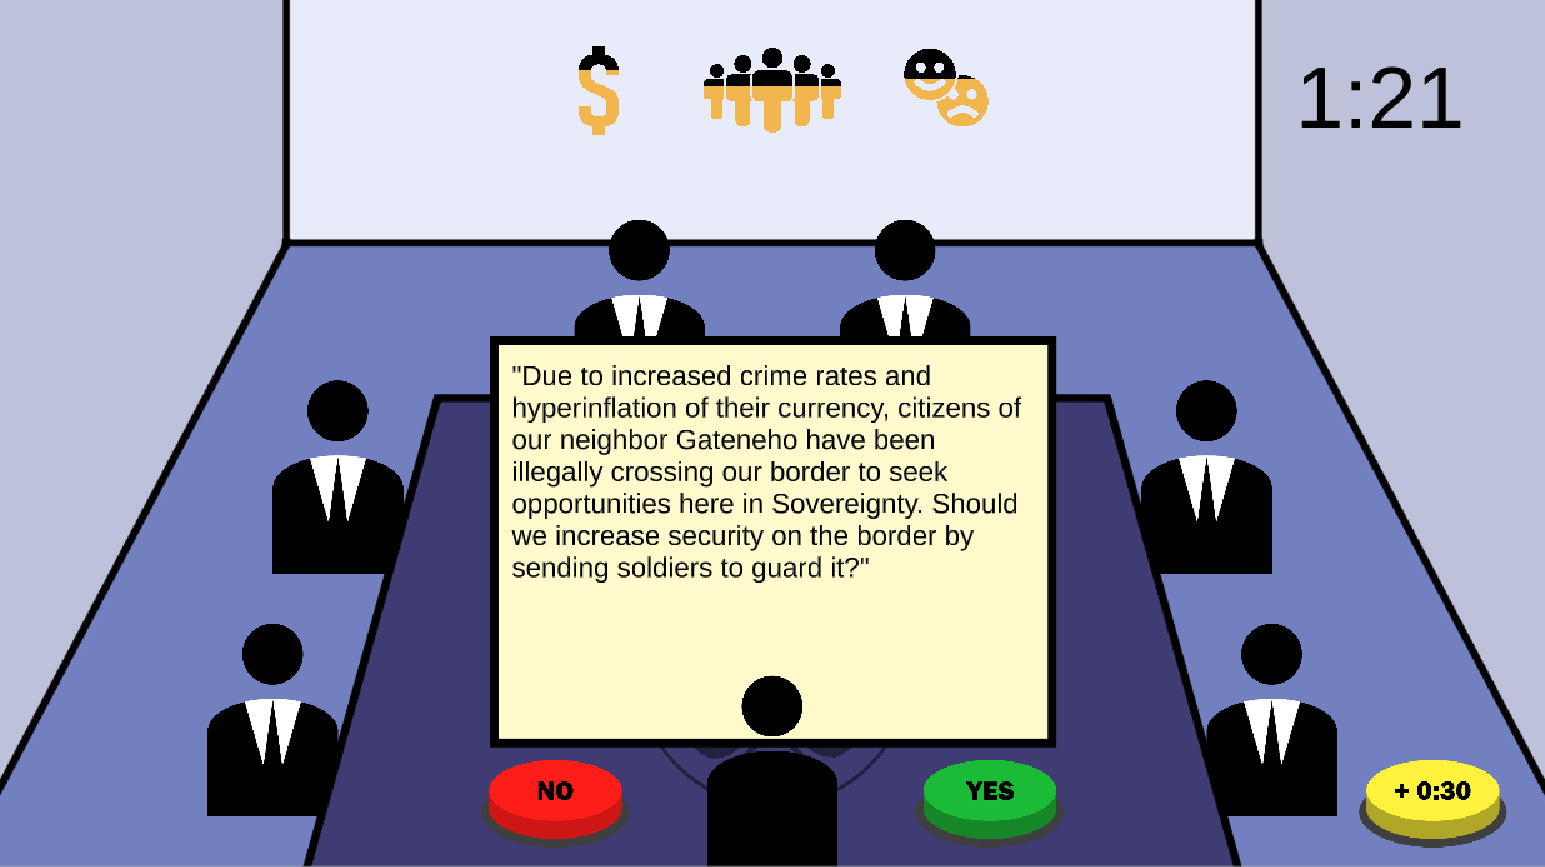 $
1:21
"Due to increased crime rates and
hyperinflation of their currency, citizens of
our neighbor Gateneho have been
illegally crossing our border to seek
opportunities here in Sovereignty. Should
we increase security on the border by
sending soldiers to guard it?"
NO
YES
+ 0:30